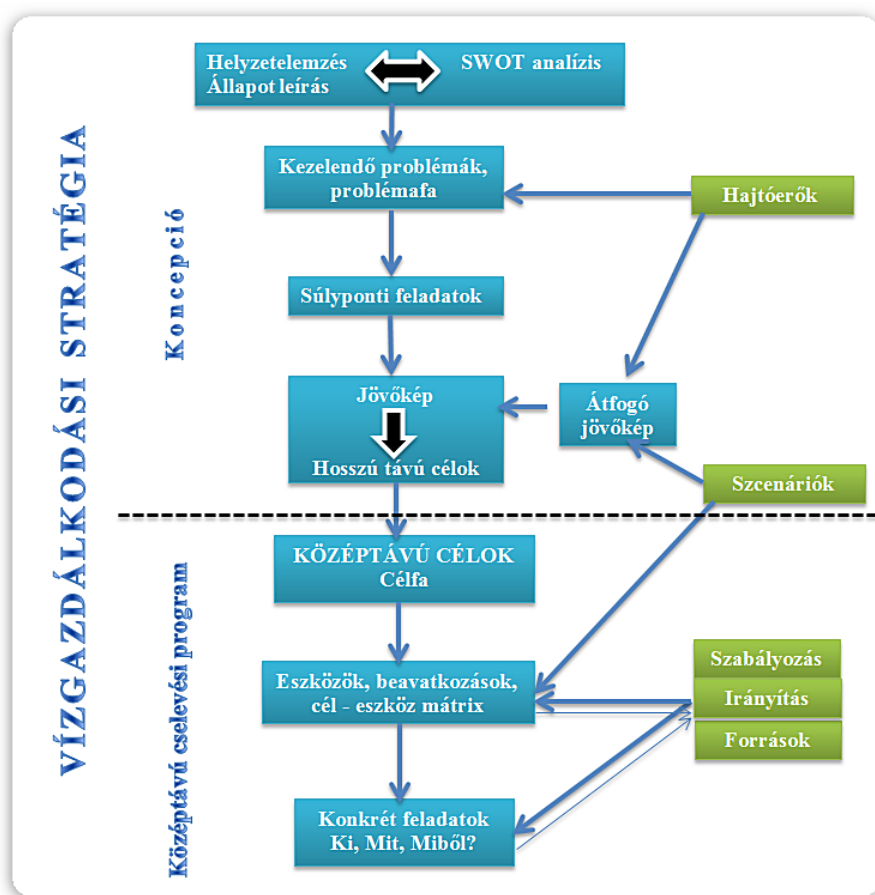 VÍZGAZDÁLKODÁSI STRATÉGIA
Koncepció
Helyzetelemzés
Állapot leírás
SWOT analízis
Kezelendő problémák,
problémafa
Hajtóerők
Súlyponti feladatok
Jövőkép
Hosszú távú célok
Átfogó
jövőkép
Szcenáriók
Középtávú cselevési program
KÖZÉPTÁVÚ CÉLOK
Célfa
Eszközök, beavatkozások,
cél - eszköz mátrix
Szabályozás
Irányítás
Források
Konkrét feladatok
Ki, Mit, Miből?